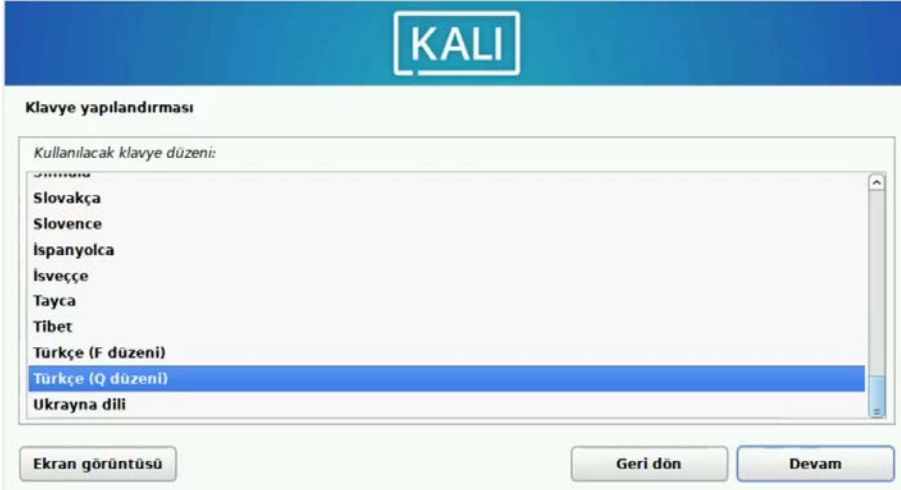 KALI
Klavye yapılandırması
Kullanılacak klavye düzeni:
Slovakça
Slovence
İspanyolca
İsveççe
Tayca
Tibet
Türkçe (F düzeni)
Türkçe (Q düzeni)
Ukrayna dili
Ekran görüntüsü
Geri dön
Devam